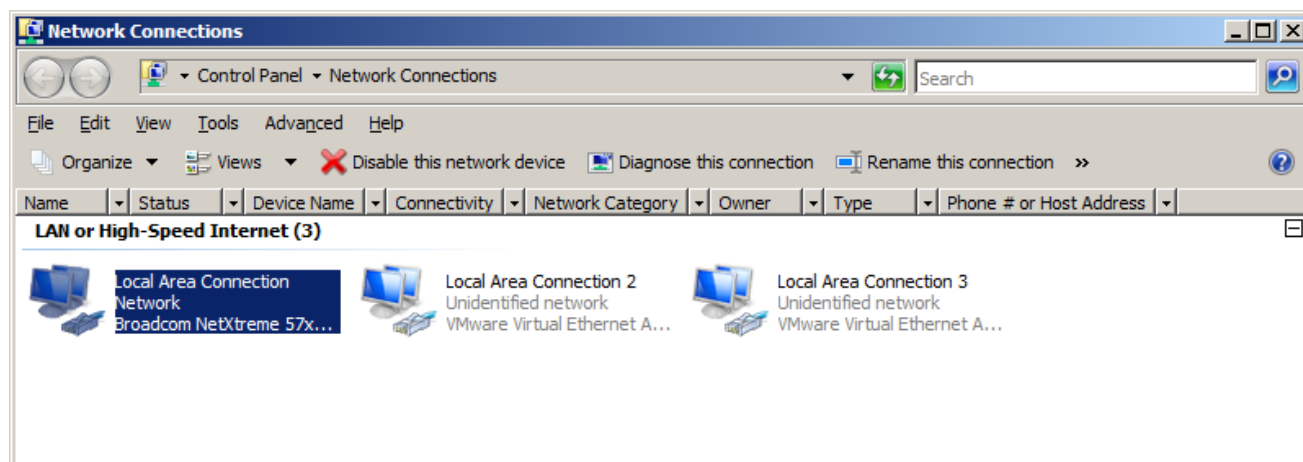 Network Connections
Control Panel Network Connections Search
File Edit View Tools Advanced Help
Organize Views Disable this network device Diagnose this connection Rename this connection »
Name Status Device Name Connectivity Network Category Owner Type Phone # or Host Address
LAN or High-Speed Internet (3)
Local Area Connection
Network
Broadcom NetXtreme 57x...
Local Area Connection 2
Unidentified network
VMware Virtual Ethernet A...
Local Area Connection 3
Unidentified network
VMware Virtual Ethernet A...